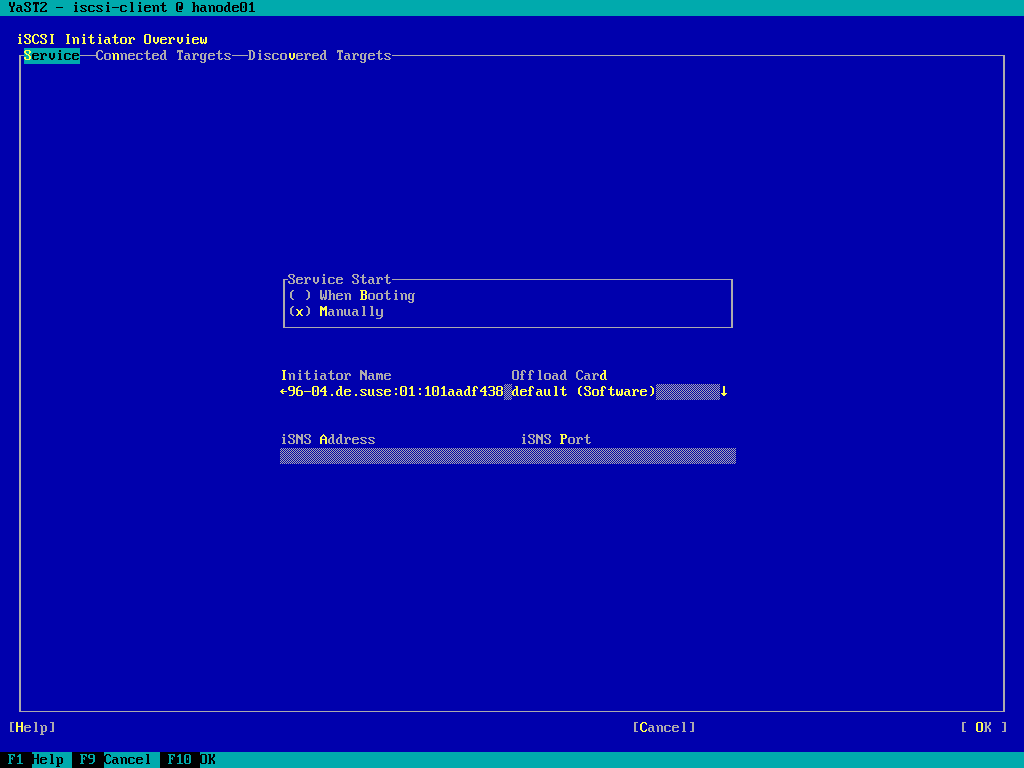 YaST2 - iscsi-client @ hanode01
iSCSI Initiator Overview
Service Connected Targets Discovered Targets
Service Start
( ) When Booting
(x) Manually
Initiator Name Offload Card
←96-04.de.suse:01:101aadf438 default (Software) ↓
iSNS Address iSNS Port
[Help] [Cancel] [ OK ]
F1 Help F9 Cancel F10 OK